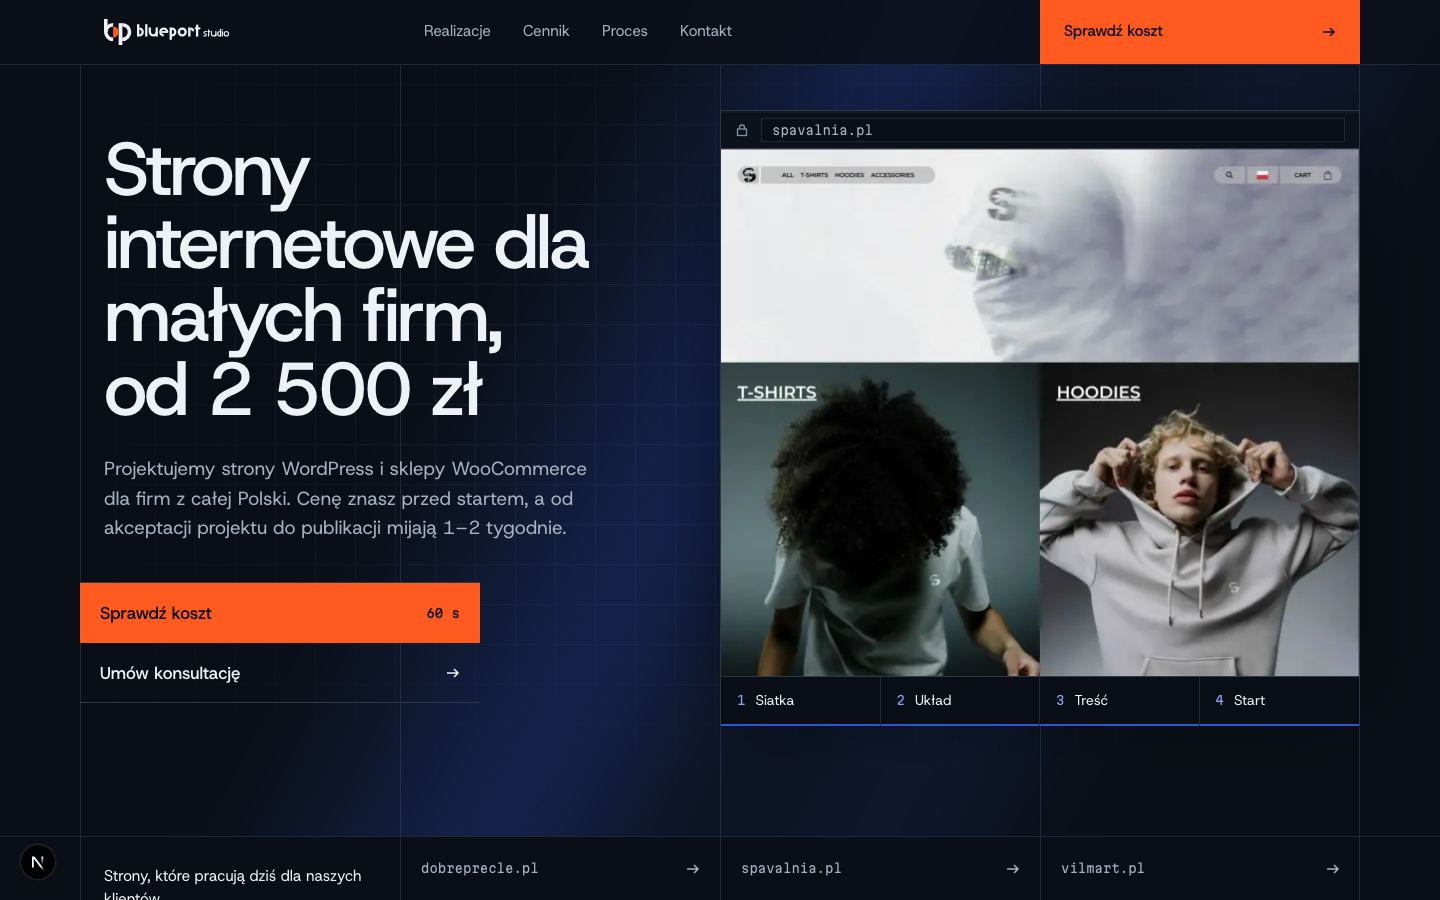 blueport studio
Realizacje
Cennik
Proces
Kontakt
Sprawdź koszt →
spavalnia.pl
ALL T-SHIRTS HOODIES ACCESSORIES
CART
Strony
internetowe dla
małych firm,
od 2 500 zł
T-SHIRTS
HOODIES
Projektujemy strony WordPress i sklepy WooCommerce
dla firm z całej Polski. Cenę znasz przed startem, a od
akceptacji projektu do publikacji mijają 1–2 tygodnie.
Sprawdź koszt 60 s
Umów konsultację →
1 Siatka
2 Układ
3 Treść
4 Start
Strony, które pracują dziś dla naszych
klientów
dobreprecle.pl →
spavalnia.pl →
vilmart.pl →